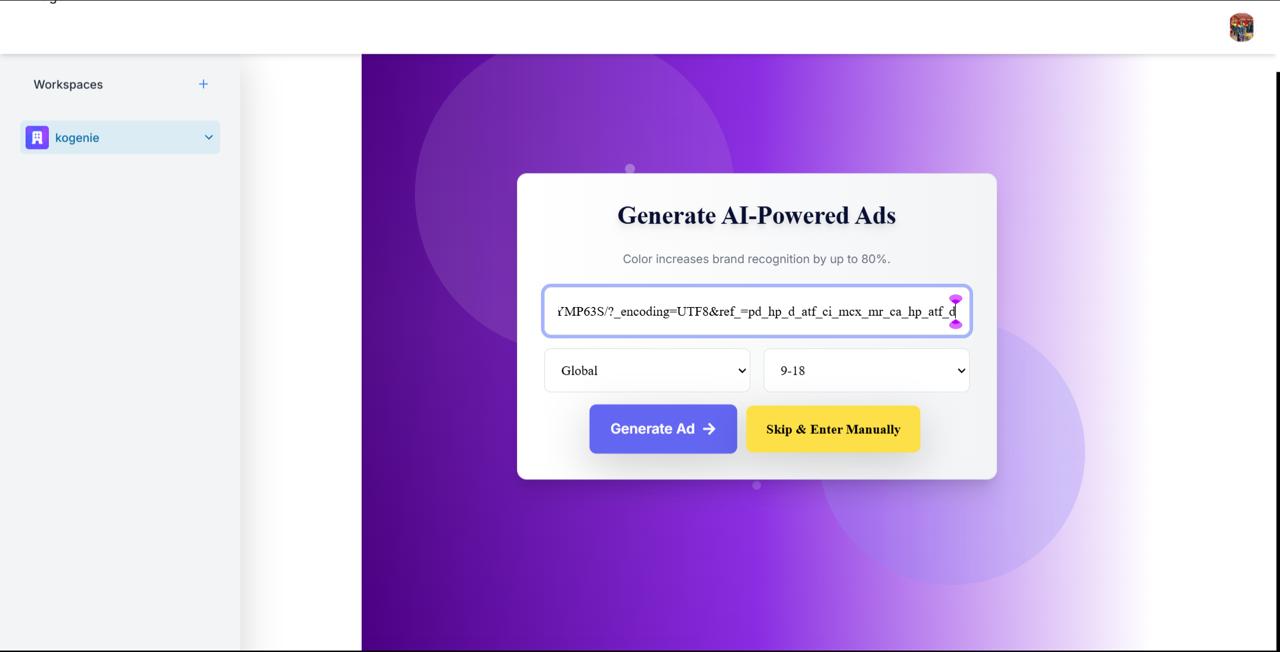 Workspaces
+
kogenie
Generate AI-Powered Ads
Color increases brand recognition by up to 80%.
YMP63S/?_encoding=UTF8&ref_=pd_hp_d_atf_ci_mcx_mr_ca_hp_atf_d
Global
9-18
Generate Ad →
Skip & Enter Manually